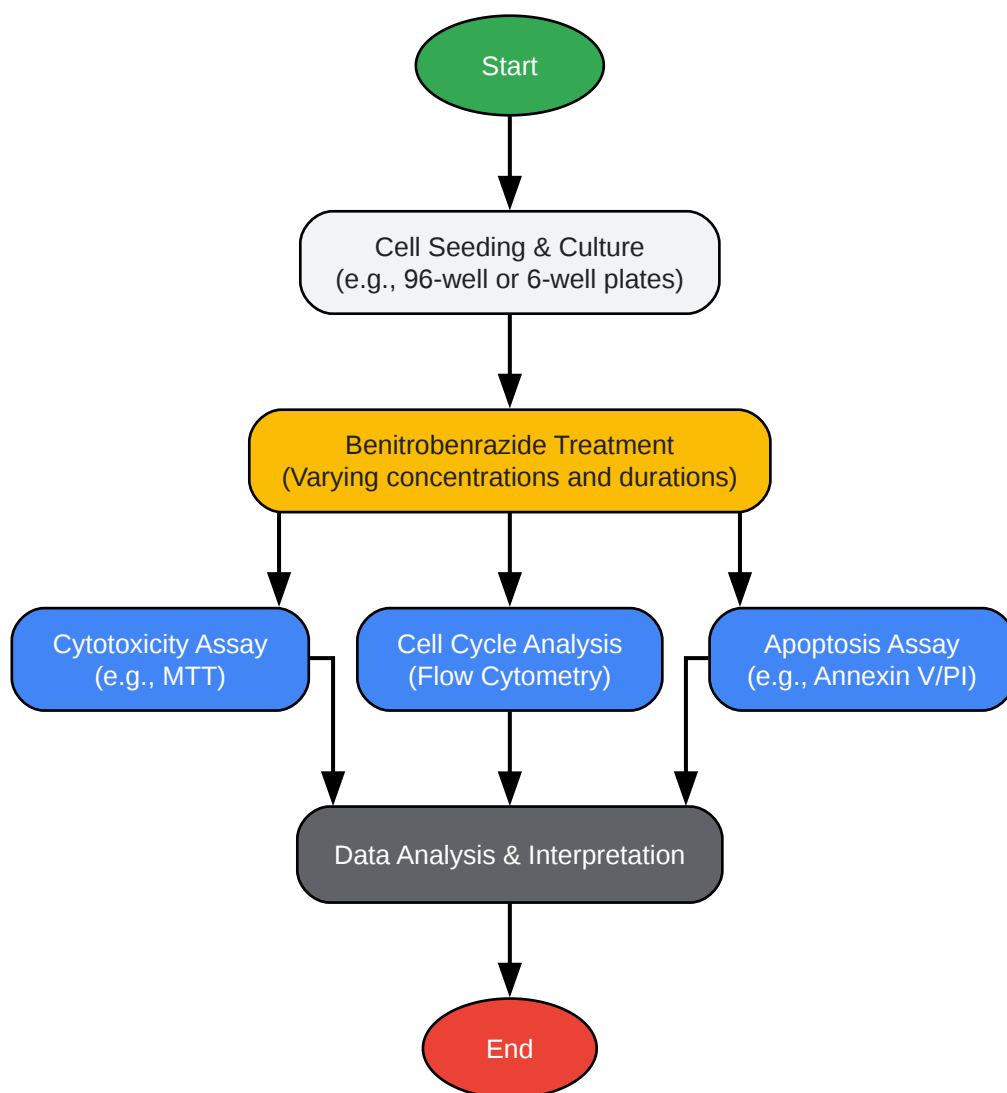 Start
Cell Seeding & Culture
(e.g., 96-well or 6-well plates)
Benitrobenrazide Treatment
(Varying concentrations and durations)
Cytotoxicity Assay
(e.g., MTT)
Cell Cycle Analysis
(Flow Cytometry)
Apoptosis Assay
(e.g., Annexin V/PI)
Data Analysis & Interpretation
End